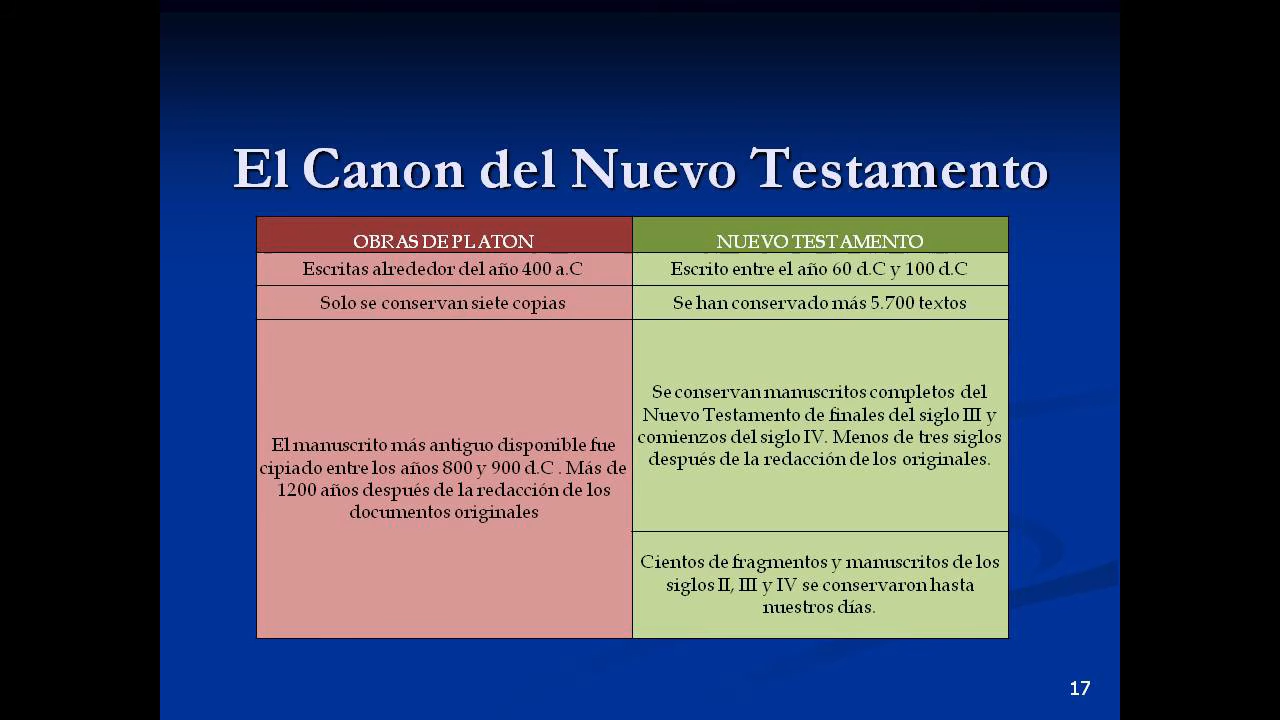 El Canon del Nuevo Testamento
OBRAS DE PLATON
NUEVO TESTAMENTO
Escritas alrededor del año 400 a.C
Escrito entre el año 60 d.C y 100 d.C
Solo se conservan siete copias
Se han conservado más 5.700 textos
El manuscrito más antiguo disponible fue
cipiado entre los años 800 y 900 d.C . Más de
1200 años después de la redacción de los
documentos originales
Se conservan manuscritos completos del
Nuevo Testamento de finales del siglo III y
comienzos del siglo IV. Menos de tres siglos
después de la redacción de los originales.
Cientos de fragmentos y manuscritos de los
siglos II, III y IV se conservaron hasta
nuestros días.
17